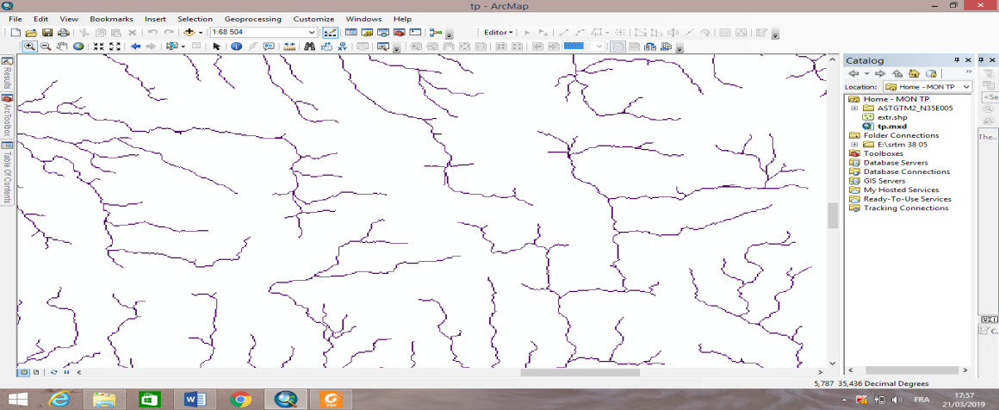 tp - ArcMap
File Edit View Bookmarks Insert Selection Geoprocessing Customize Windows Help
1:68 504
Editor
Results
ArcToolbox
Table Of Contents
Catalog
Location: Home - MON TP
Home - MON TP
ASTGTM2_N35E005
extr.shp
tp.mxd
Folder Connections
E:\srtm 38 05
Toolboxes
Database Servers
Database Connections
GIS Servers
My Hosted Services
Ready-To-Use Services
Tracking Connections
<Se
The..
C.
5,787 35,436 Decimal Degrees
FRA
17:57
21/03/2019